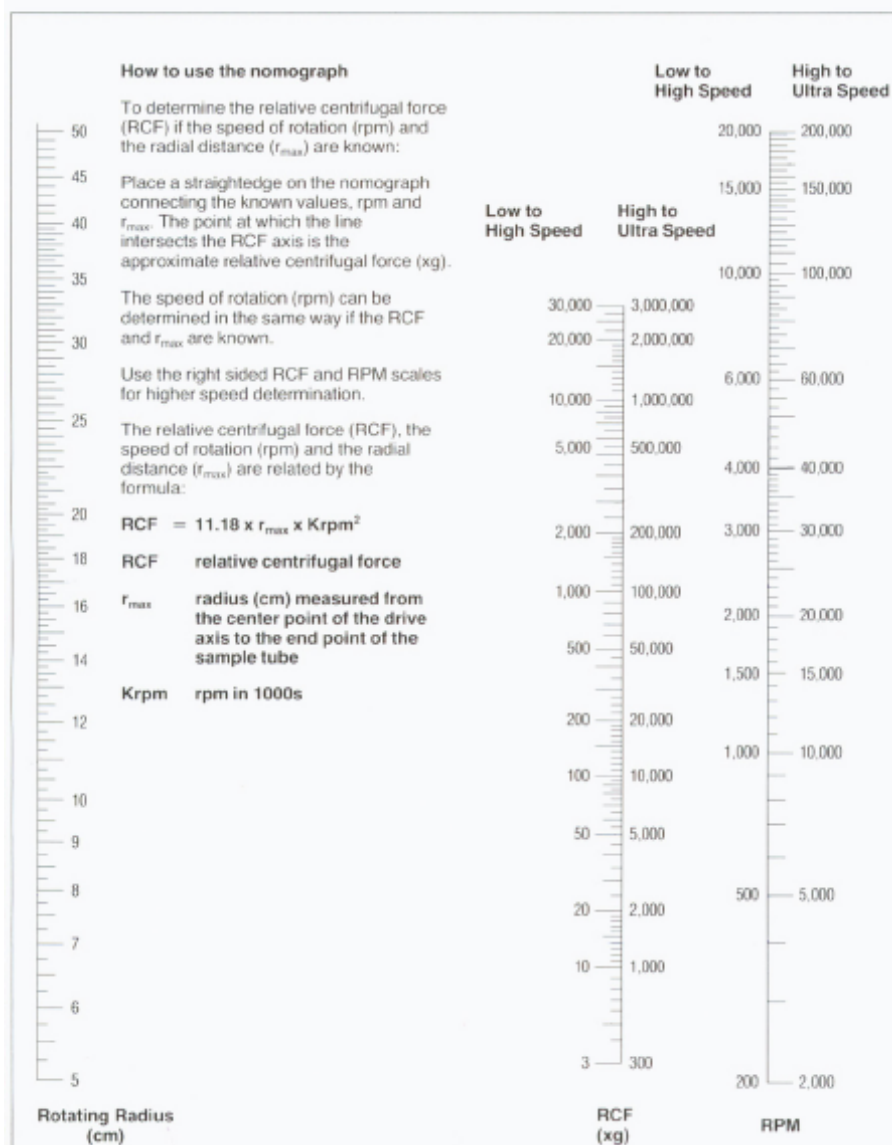 How to use the nomograph
To determine the relative centrifugal force
(RCF) if the speed of rotation (rpm) and
the radial distance (rmax) are known:
Place a straightedge on the nomograph
connecting the known values, rpm and
rmax. The point at which the line
intersects the RCF axis is the
approximate relative centrifugal force (xg).
The speed of rotation (rpm) can be
determined in the same way if the RCF
and rmax are known.
Use the right sided RCF and RPM scales
for higher speed determination.
The relative centrifugal force (RCF), the
speed of rotation (rpm) and the radial
distance (rmax) are related by the
formula:
RCF = 11.18 x rmax x Krpm²
RCF relative centrifugal force
rmax radius (cm) measured from
the center point of the drive
axis to the end point of the
sample tube
Krpm rpm in 1000s
50
45
40
35
30
25
20
18
16
14
12
10
9
8
7
6
5
Rotating Radius
(cm)
Low to
High Speed
High to
Ultra Speed
30,000 3,000,000
20,000 2,000,000
10,000 1,000,000
5,000 500,000
2,000 200,000
1,000 100,000
500 50,000
200 20,000
100 10,000
50 5,000
20 2,000
10 1,000
3 300
RCF
(xg)
Low to
High Speed
High to
Ultra Speed
20,000 200,000
15,000 150,000
10,000 100,000
6,000 60,000
4,000 40,000
3,000 30,000
2,000 20,000
1,500 15,000
1,000 10,000
500 5,000
200 2,000
RPM